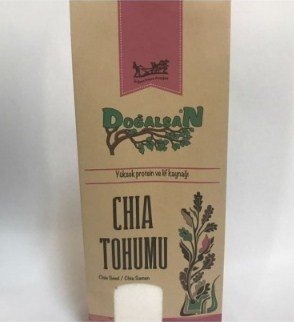 DOĞALSAN
Yüksek protein ve lif kaynağı
CHIA
TOHUMU
Chia Seed / Chia Samen